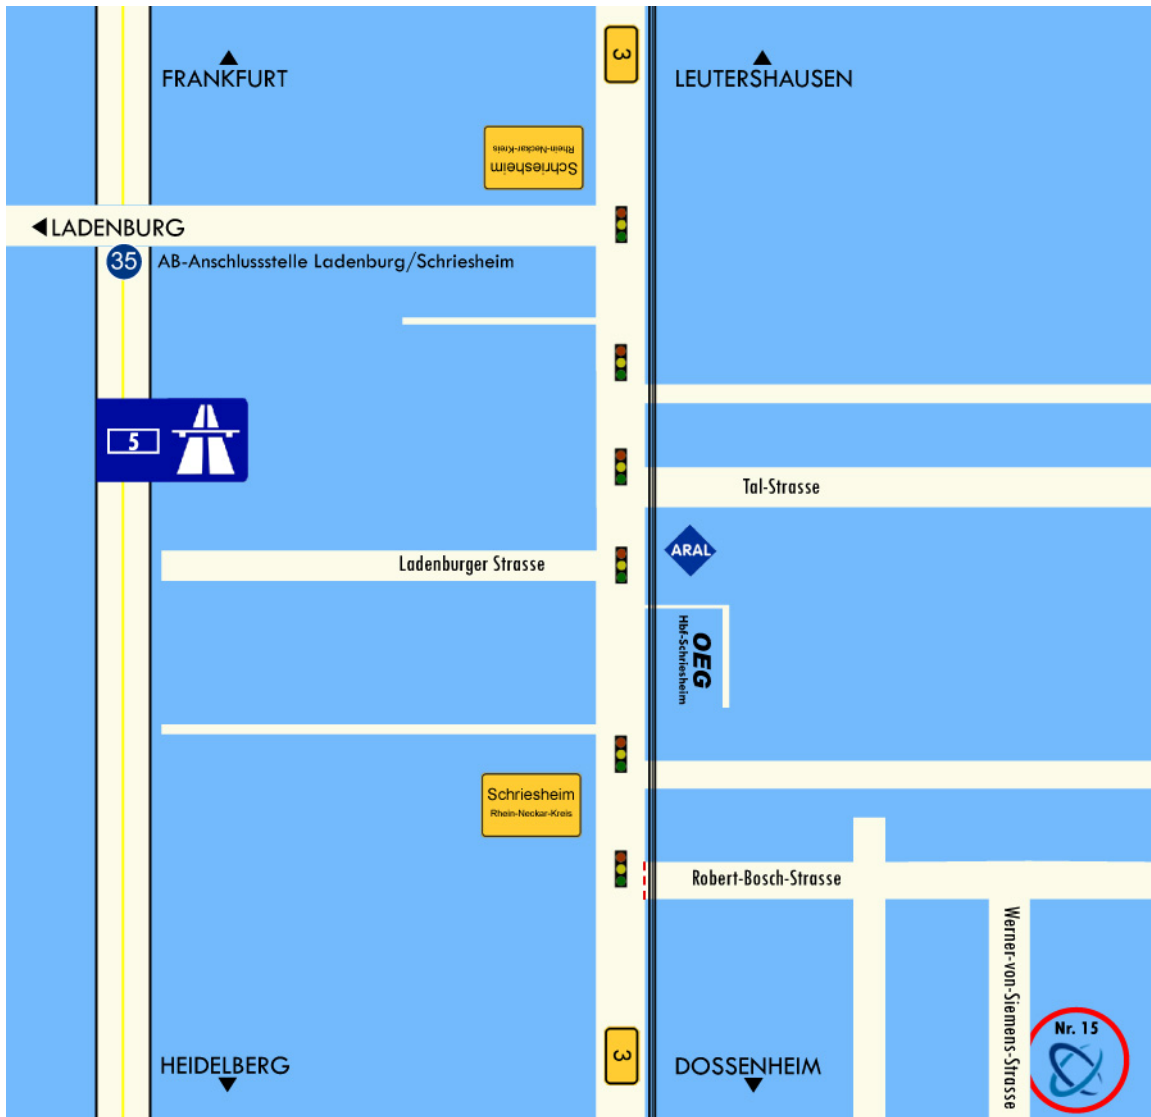 3
FRANKFURT
LEUTERSHAUSEN
Schriesheim
Rhein-Neckar-Kreis
LADENBURG
35
AB-Anschlussstelle Ladenburg/Schriesheim
5
Tal-Strasse
ARAL
Ladenburger Strasse
OEG
Hbf-Schriesheim
Schriesheim
Rhein-Neckar-Kreis
Robert-Bosch-Strasse
Werner-von-Siemens-Strasse
Nr. 15
3
HEIDELBERG
DOSSENHEIM